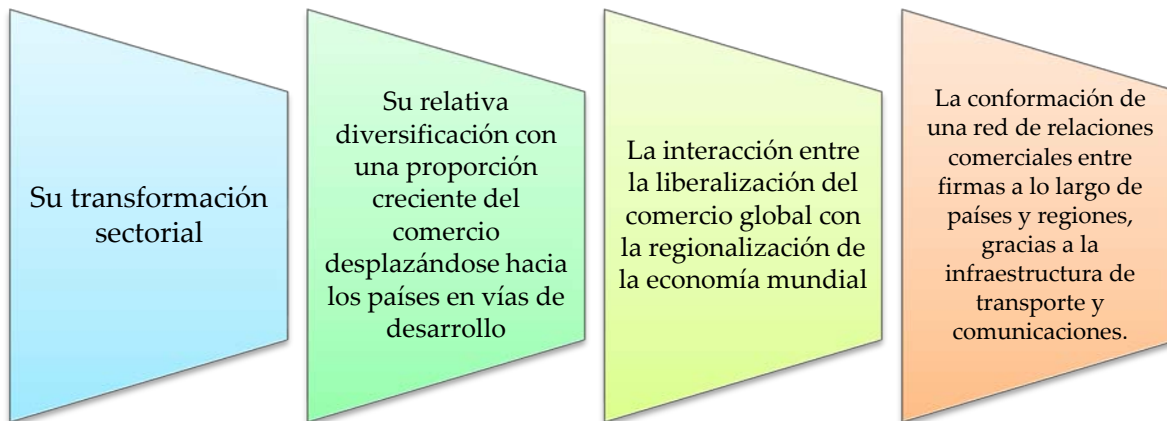 Su transformación
sectorial
Su relativa
diversificación con
una proporción
creciente del
comercio
desplazándose hacia
los países en vías de
desarrollo
La interacción entre
la liberalización del
comercio global con
la regionalización de
la economía mundial
La conformación de
una red de relaciones
comerciales entre
firmas a lo largo de
países y regiones,
gracias a la
infraestructura de
transporte y
comunicaciones.